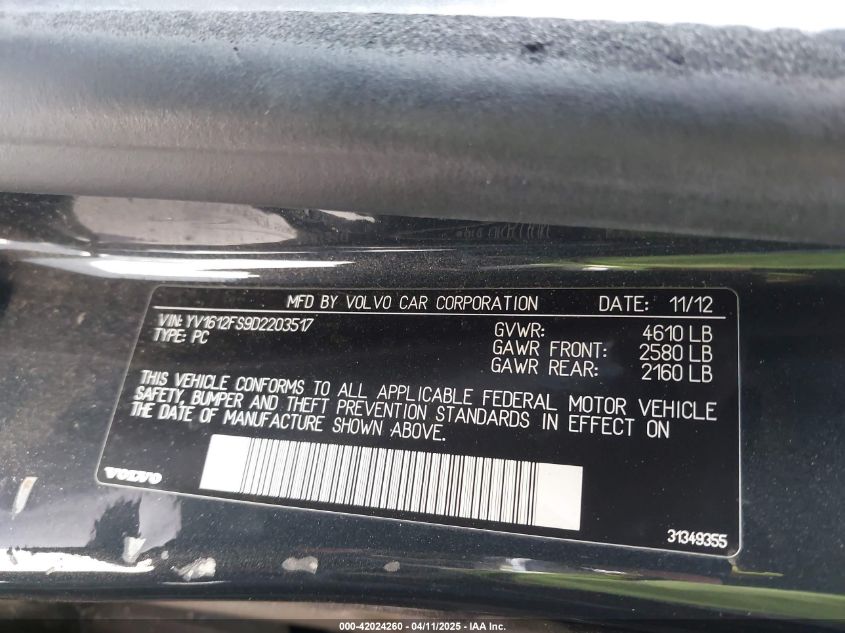 MFD BY VOLVO CAR CORPORATION DATE: 11/12
VIN: YV1612FS9D2203517
TYPE: PC
GVWR: 4610 LB
GAWR FRONT: 2580 LB
GAWR REAR: 2160 LB
THIS VEHICLE CONFORMS TO ALL APPLICABLE FEDERAL MOTOR VEHICLE
SAFETY, BUMPER AND THEFT PREVENTION STANDARDS IN EFFECT ON
THE DATE OF MANUFACTURE SHOWN ABOVE.
VOLVO
31349355
000-42024260 - 04/11/2025 - IAA Inc.